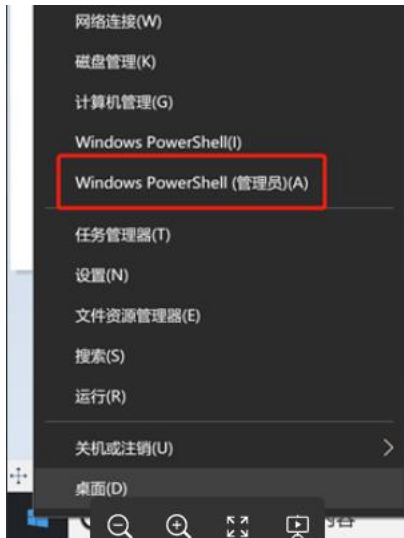 网络连接(W)
磁盘管理(K)
计算机管理(G)
Windows PowerShell(I)
Windows PowerShell (管理员)(A)
任务管理器(T)
设置(N)
文件资源管理器(E)
搜索(S)
运行(R)
关机或注销(U)
桌面(D)
内容